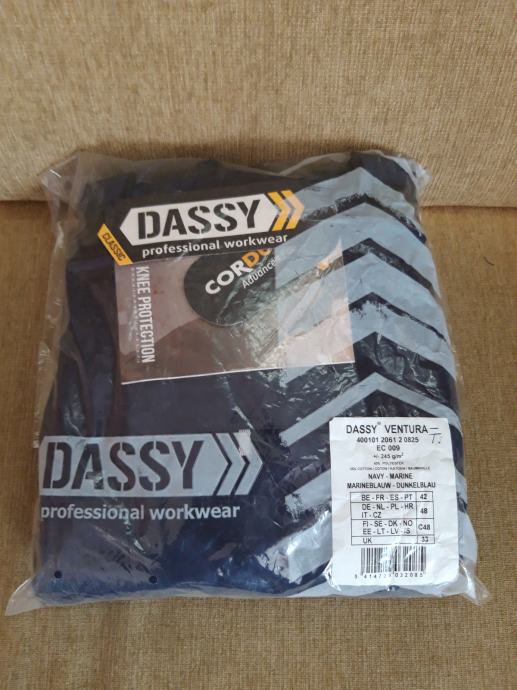 DASSY
professional workwear
CLASSIC
CORDU
Advanced
KNEE PROTECTION
DASSY
professional workwear
DASSY® VENTURA
400101 2061 2 0825
EC 009
+/- 245 g/m²
NAVY - MARINE
MARINEBLAUW - DUNKELBLAU
BE - FR - ES - PT 42
DE - NL - PL - HR
IT - CZ 48
FI - SE - DK - NO
EE - LT - LV - IS C48
UK 33